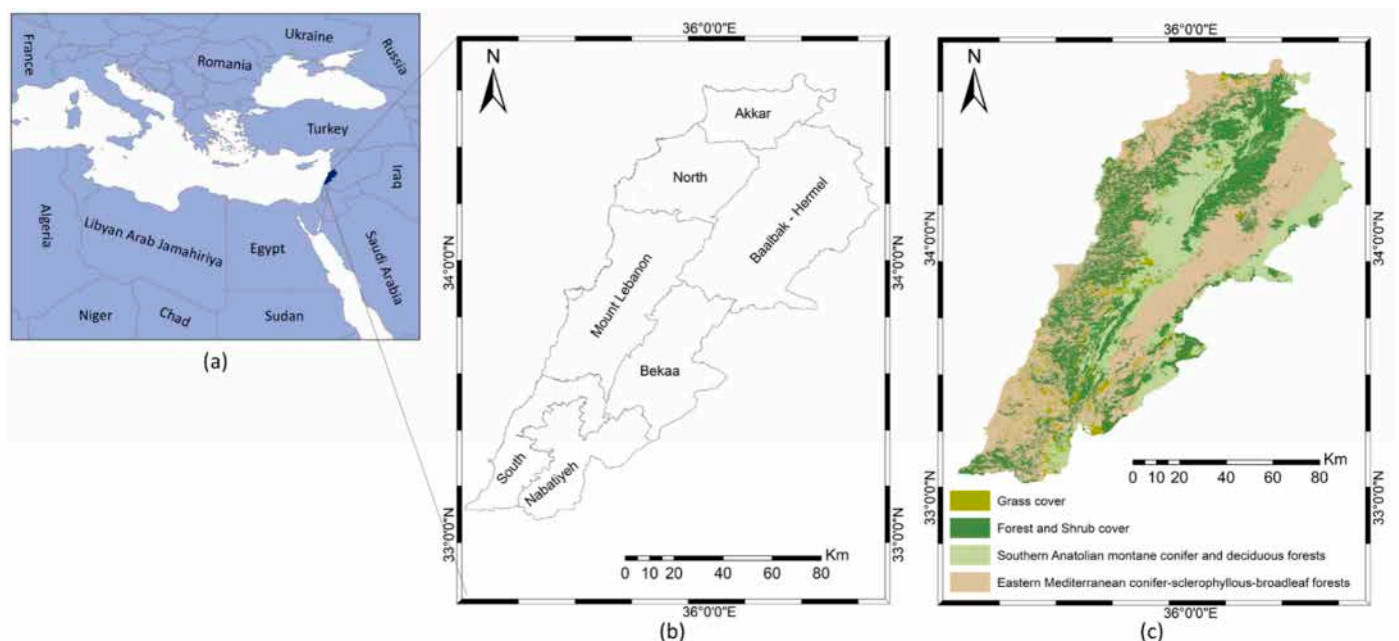 France
Ukraine
Russia
Romania
Turkey
Iraq
Algeria
Libyan Arab Jamahiriya
Egypt
Saudi Arabia
Niger
Chad
Sudan
(a)
36°0'0"E
N
Akkar
North
Baalbak - Hermel
34°0'0"N
34°0'0"N
Mount Lebanon
Bekaa
South
Nabatiyeh
33°0'0"N
33°0'0"N
Km
0 10 20 40 60 80
36°0'0"E
(b)
36°0'0"E
N
34°0'0"N
34°0'0"N
Km
0 10 20 40 60 80
33°0'0"N
33°0'0"N
Grass cover
Forest and Shrub cover
Southern Anatolian montane conifer and deciduous forests
Eastern Mediterranean conifer-sclerophyllous-broadleaf forests
36°0'0"E
(c)